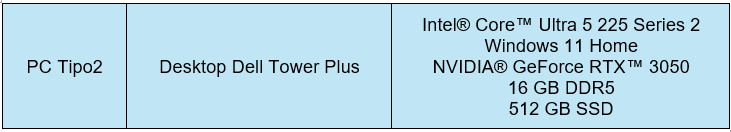 PC Tipo2
Desktop Dell Tower Plus
Intel® Core™ Ultra 5 225 Series 2
Windows 11 Home
NVIDIA® GeForce RTX™ 3050
16 GB DDR5
512 GB SSD